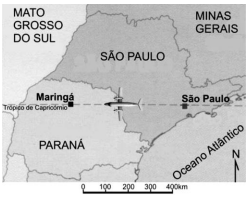 MATO
GROSSO
DO SUL
MINAS
GERAIS
SÃO PAULO
Maringá
São Paulo
Trópico de Capricórnio
PARANÁ
Oceano Atlântico
N
0 100 200 300 400km